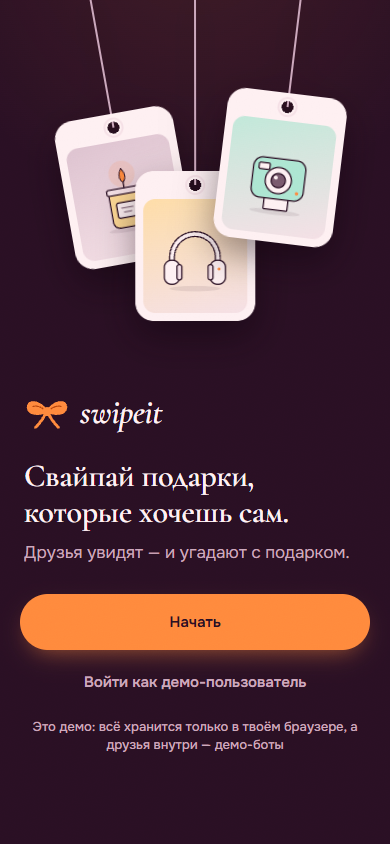 swipeit
Свайпай подарки,
которые хочешь сам.
Друзья увидят — и угадают с подарком.
Начать
Войти как демо-пользователь
Это демо: всё хранится только в твоём браузере, а
друзья внутри — демо-боты